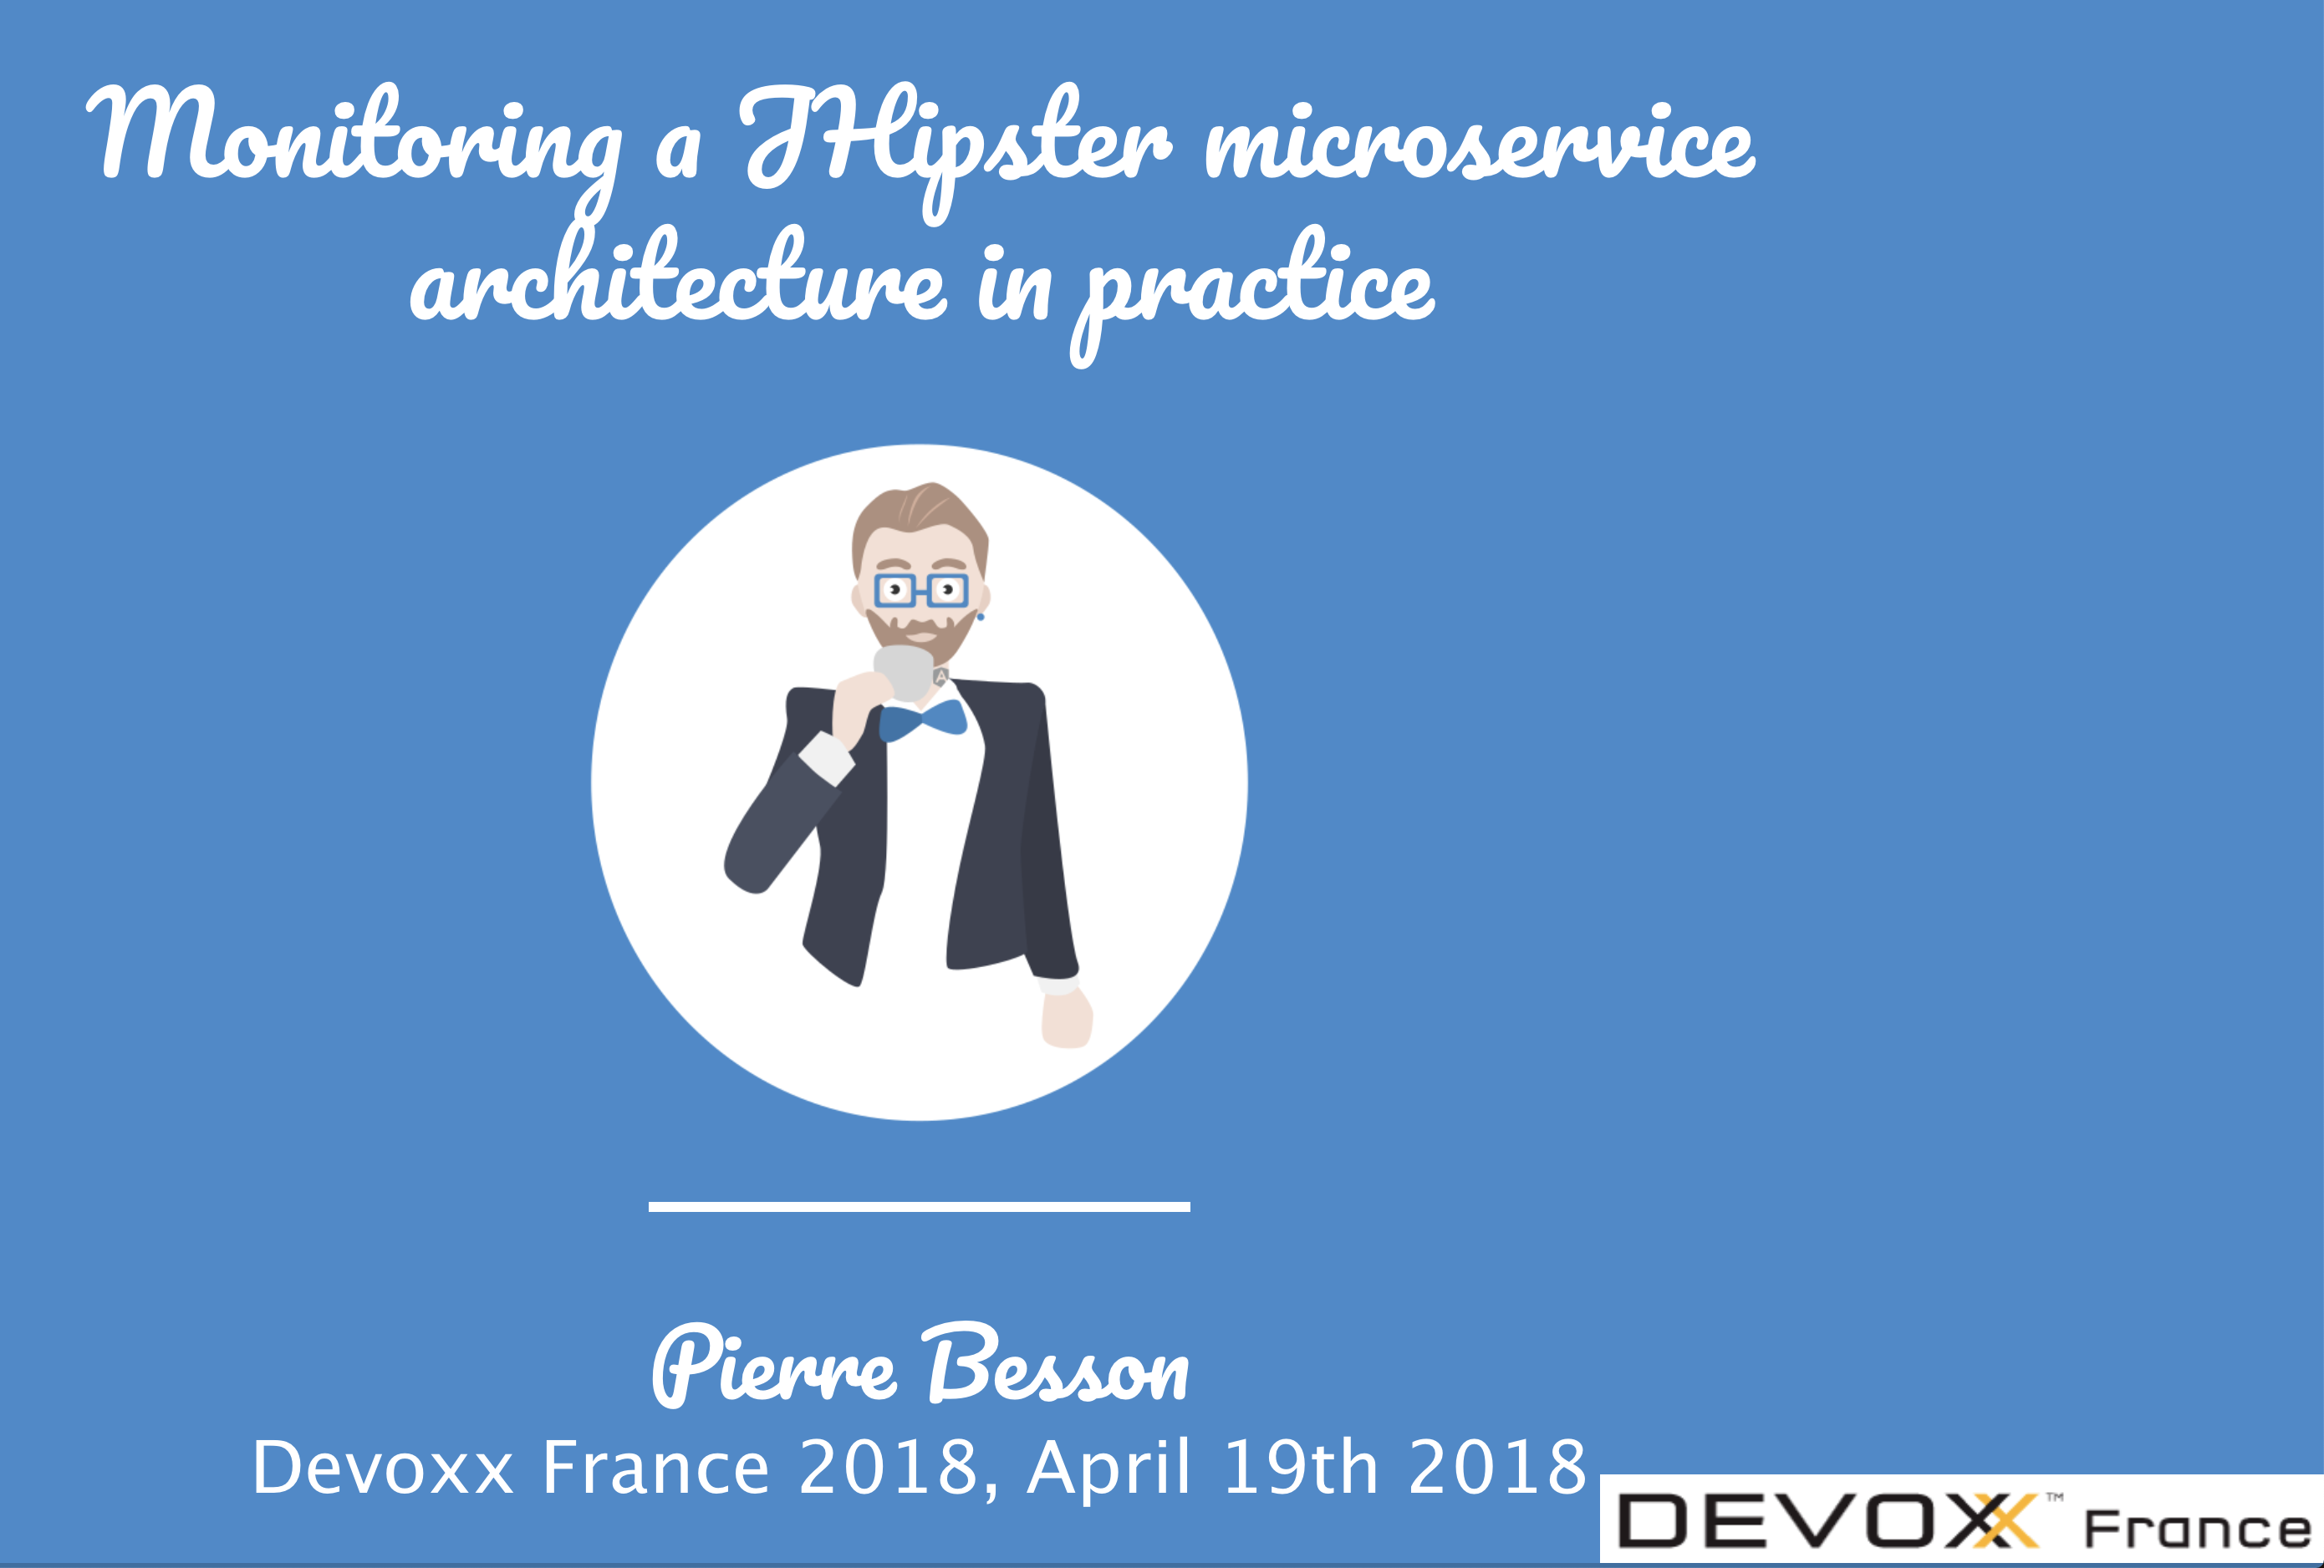 Monitoring a JHipster microservice
architecture in practice
A
Pierre Besson
Devoxx France 2018, April 19th 2018
DEVOXX™ France